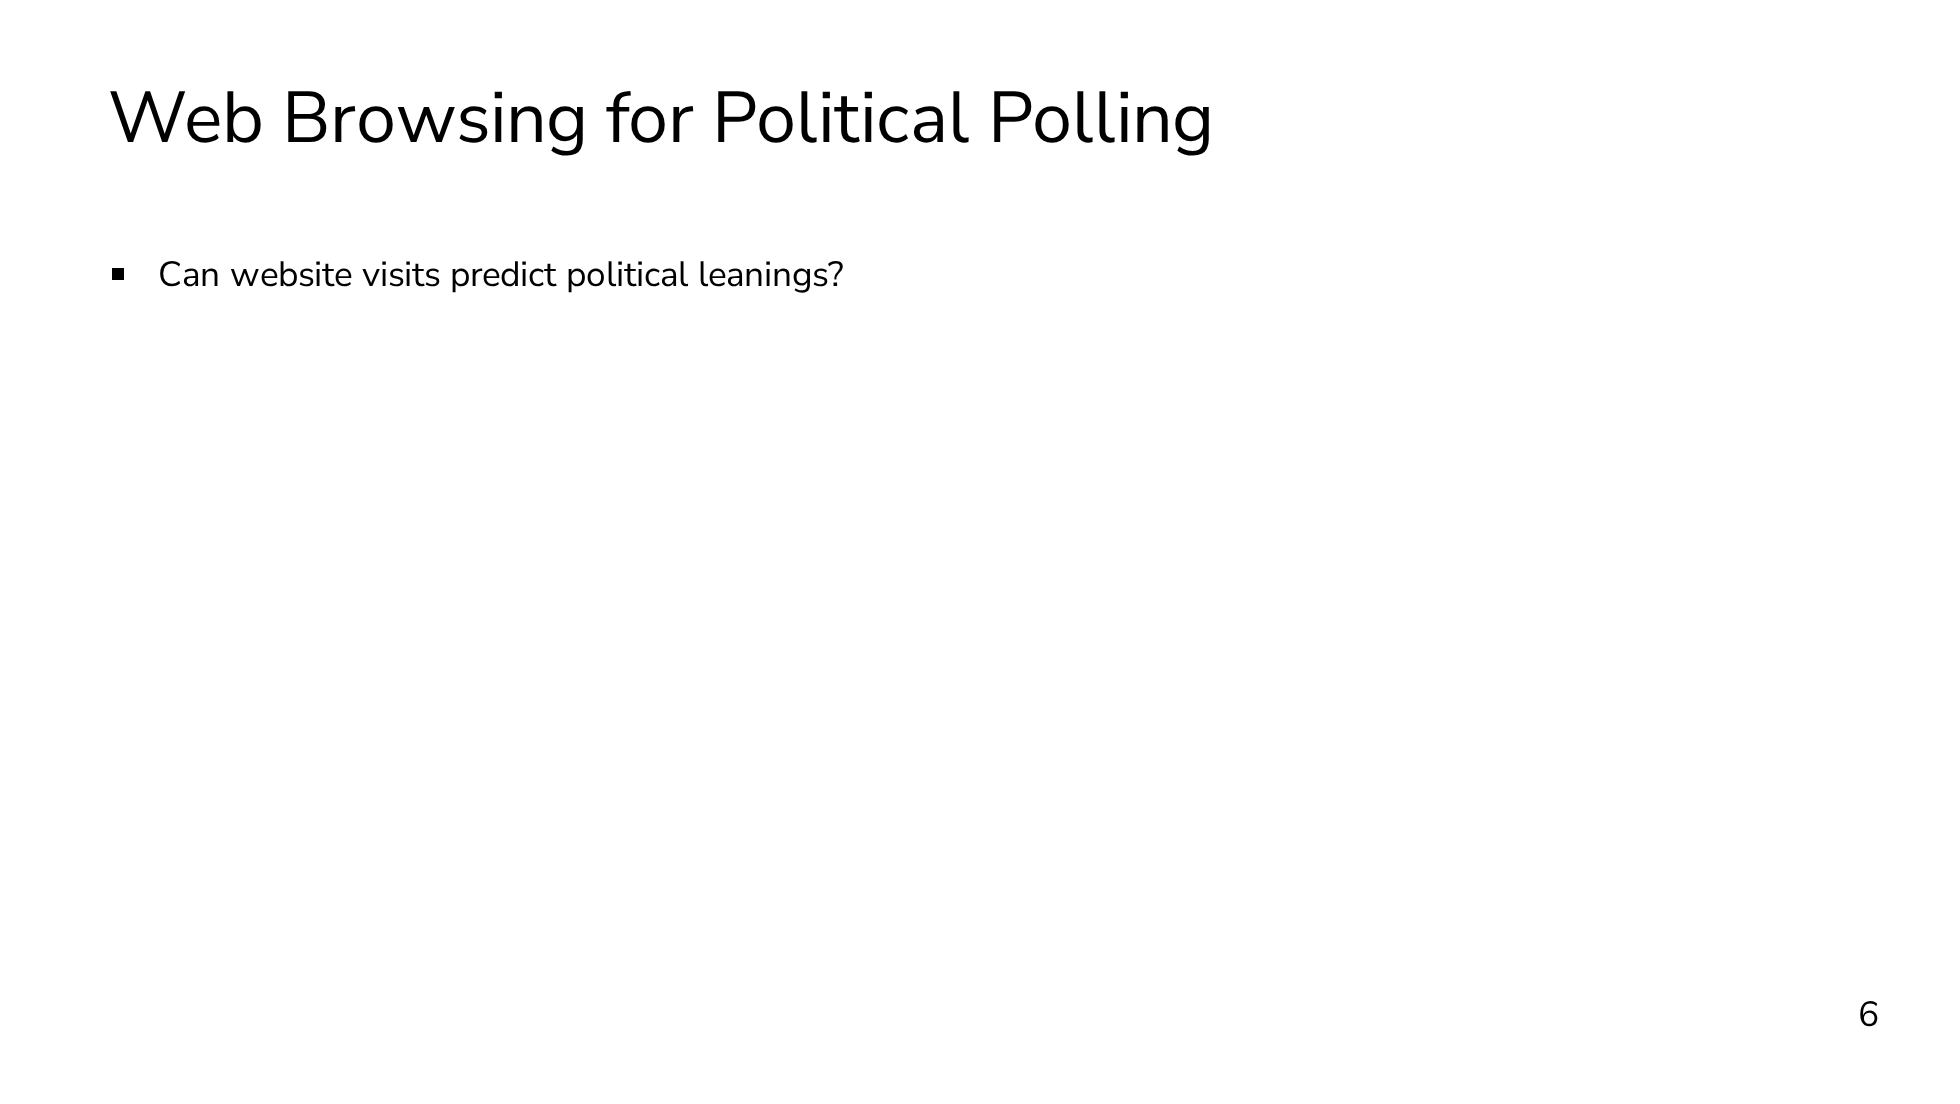 Web Browsing for Political Polling
▪ Can website visits predict political leanings?
6